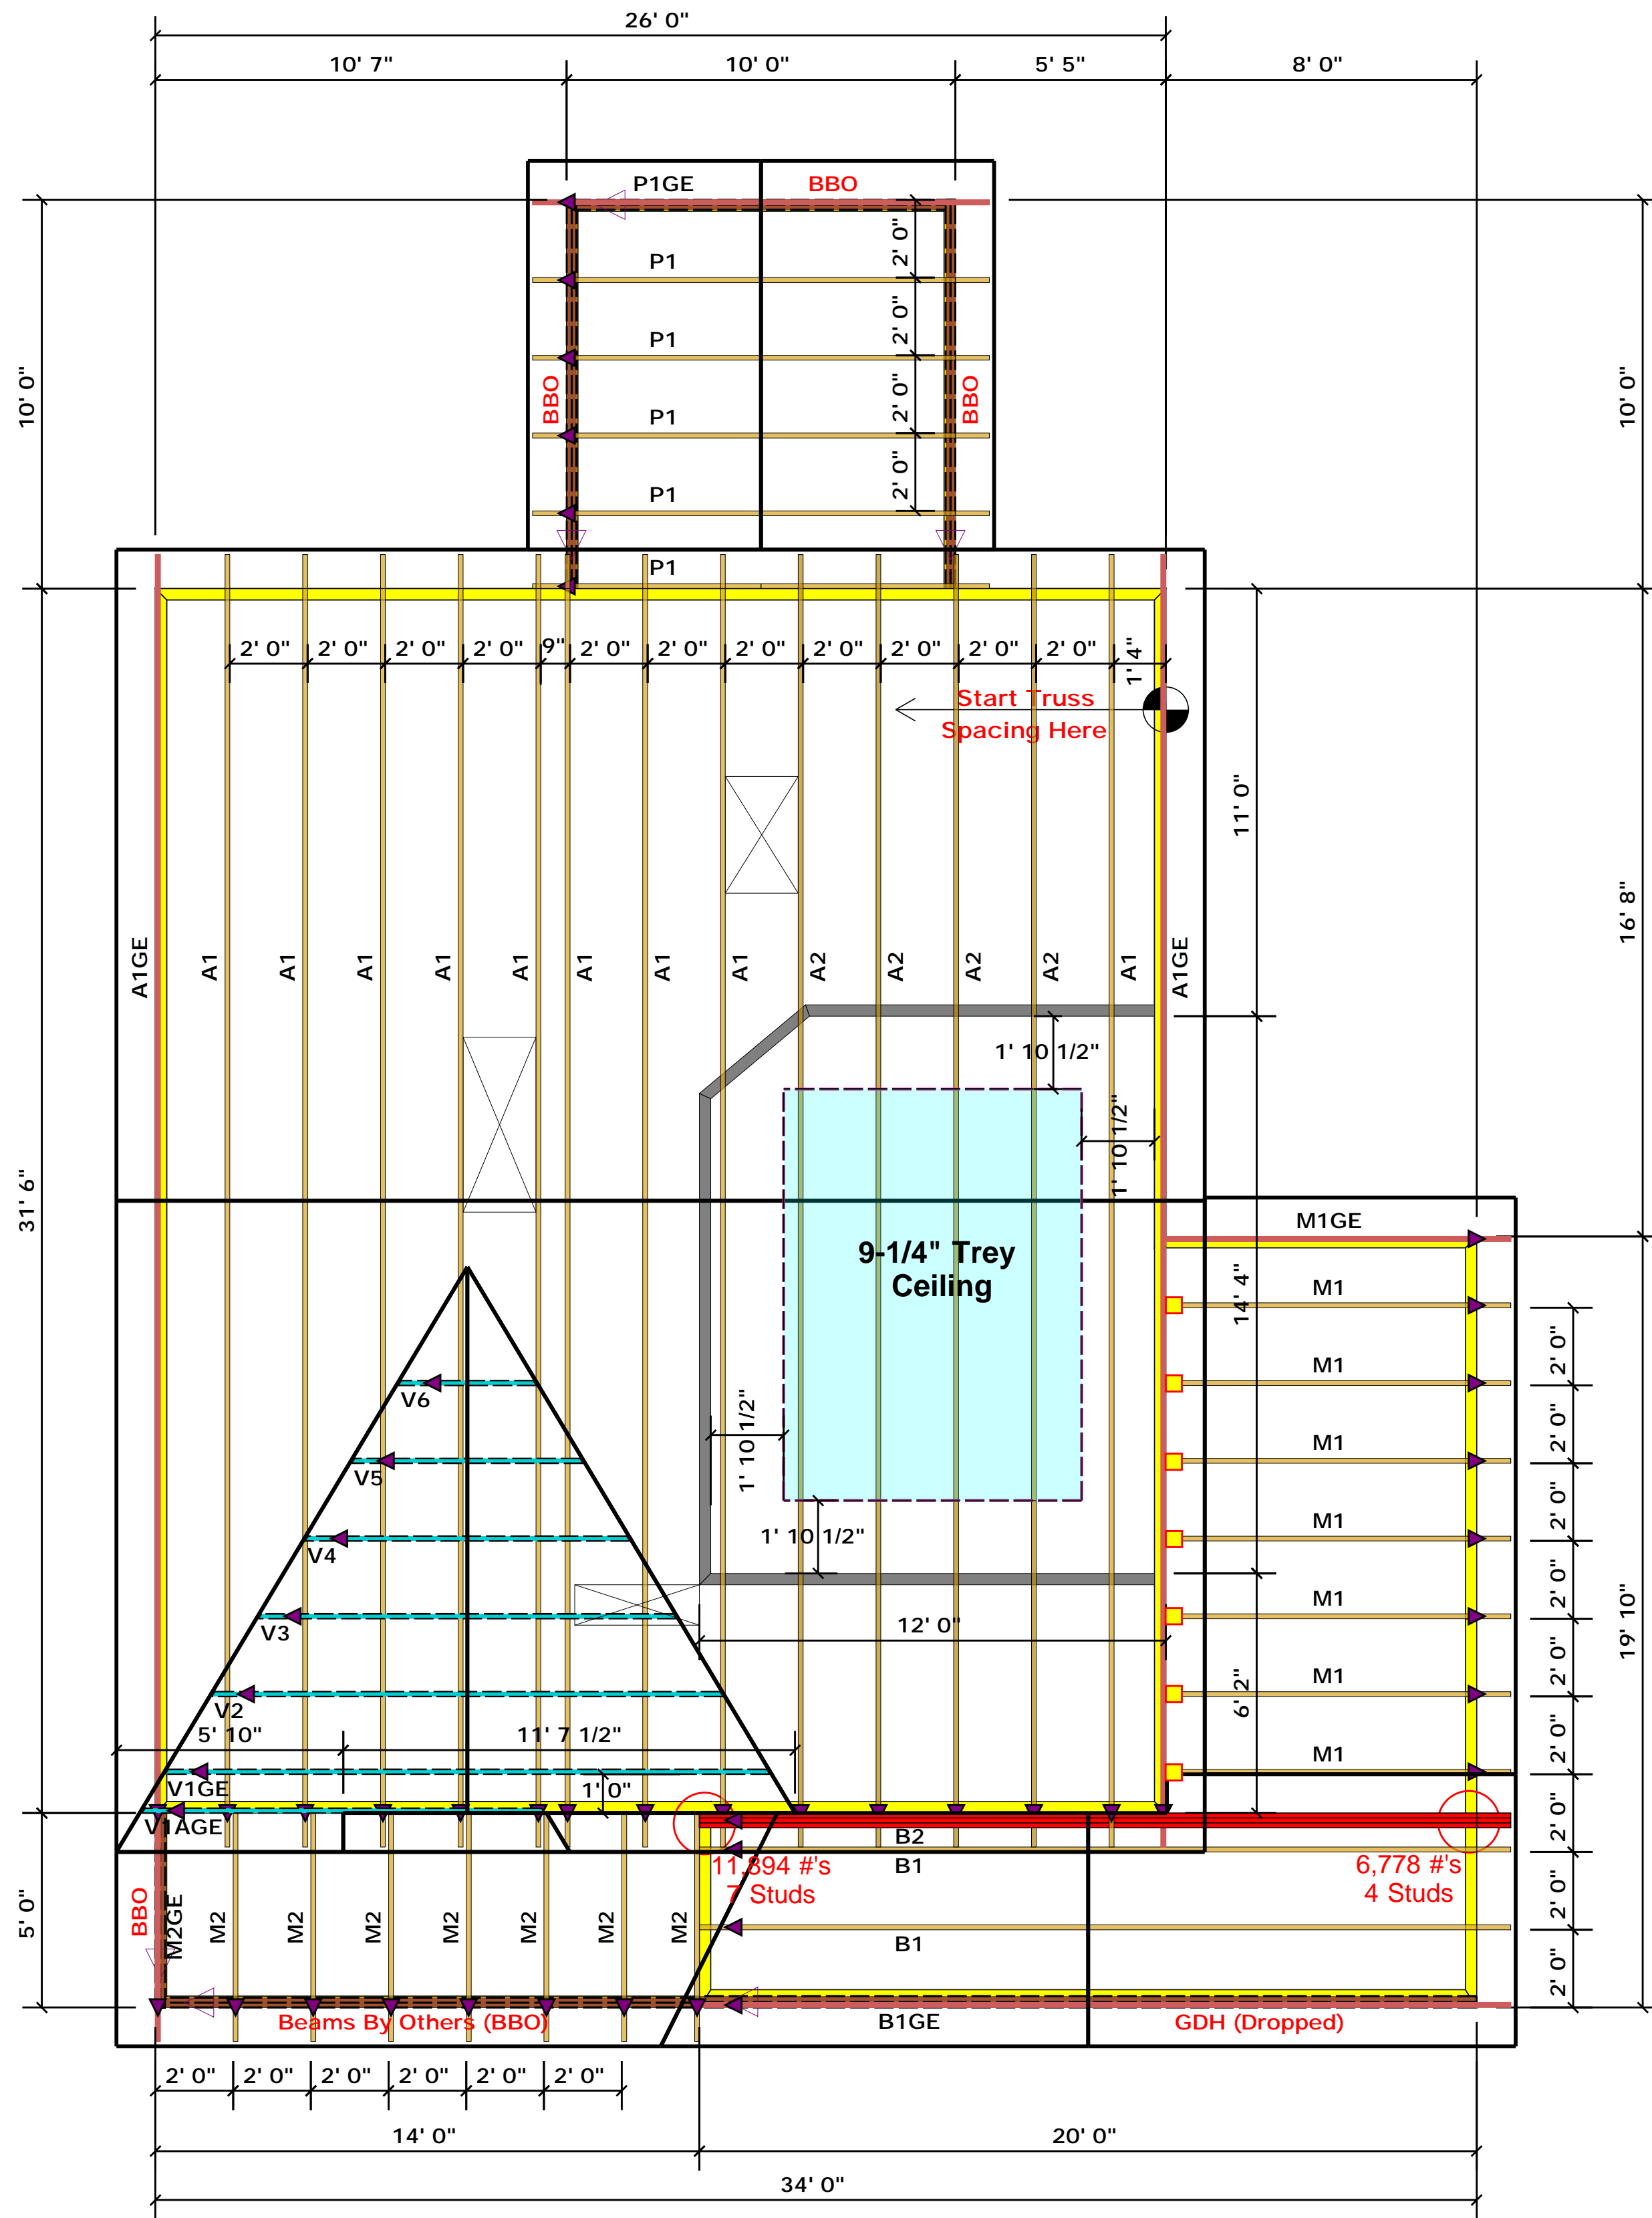 26' 0"
10' 7"
10' 0"
5' 5"
8' 0"
P1GE
BBO
2' 0"
P1
2' 0"
P1
2' 0"
BBO
BBO
P1
2' 0"
P1
P1
10' 0"
10' 0"
2' 0"
2' 0"
2' 0"
2' 0"
9"
2' 0"
2' 0"
2' 0"
2' 0"
2' 0"
2' 0"
2' 0"
1' 4"
Start Truss
Spacing Here
11' 0"
16' 8"
A1GE
A1
A1
A1
A1
A1
A1
A1
A1
A2
A2
A2
A2
A1
A1GE
1' 10 1/2"
1' 10 1/2"
31' 6"
9-1/4" Trey
Ceiling
14' 4"
M1GE
M1
M1
M1
M1
M1
M1
M1
2' 0"
2' 0"
2' 0"
2' 0"
2' 0"
2' 0"
2' 0"
2' 0"
2' 0"
19' 10"
V6
V5
V4
V3
V2
1' 10 1/2"
1' 10 1/2"
12' 0"
6' 2"
5' 10"
11' 7 1/2"
V1GE
1' 0"
V1AGE
B2
B1
11,894 #'s
7 Studs
6,778 #'s
4 Studs
5' 0"
BBO
M2GE
M2
M2
M2
M2
M2
M2
M2
B1
Beams By Others (BBO)
B1GE
GDH (Dropped)
2' 0"
2' 0"
2' 0"
2' 0"
2' 0"
2' 0"
14' 0"
20' 0"
34' 0"